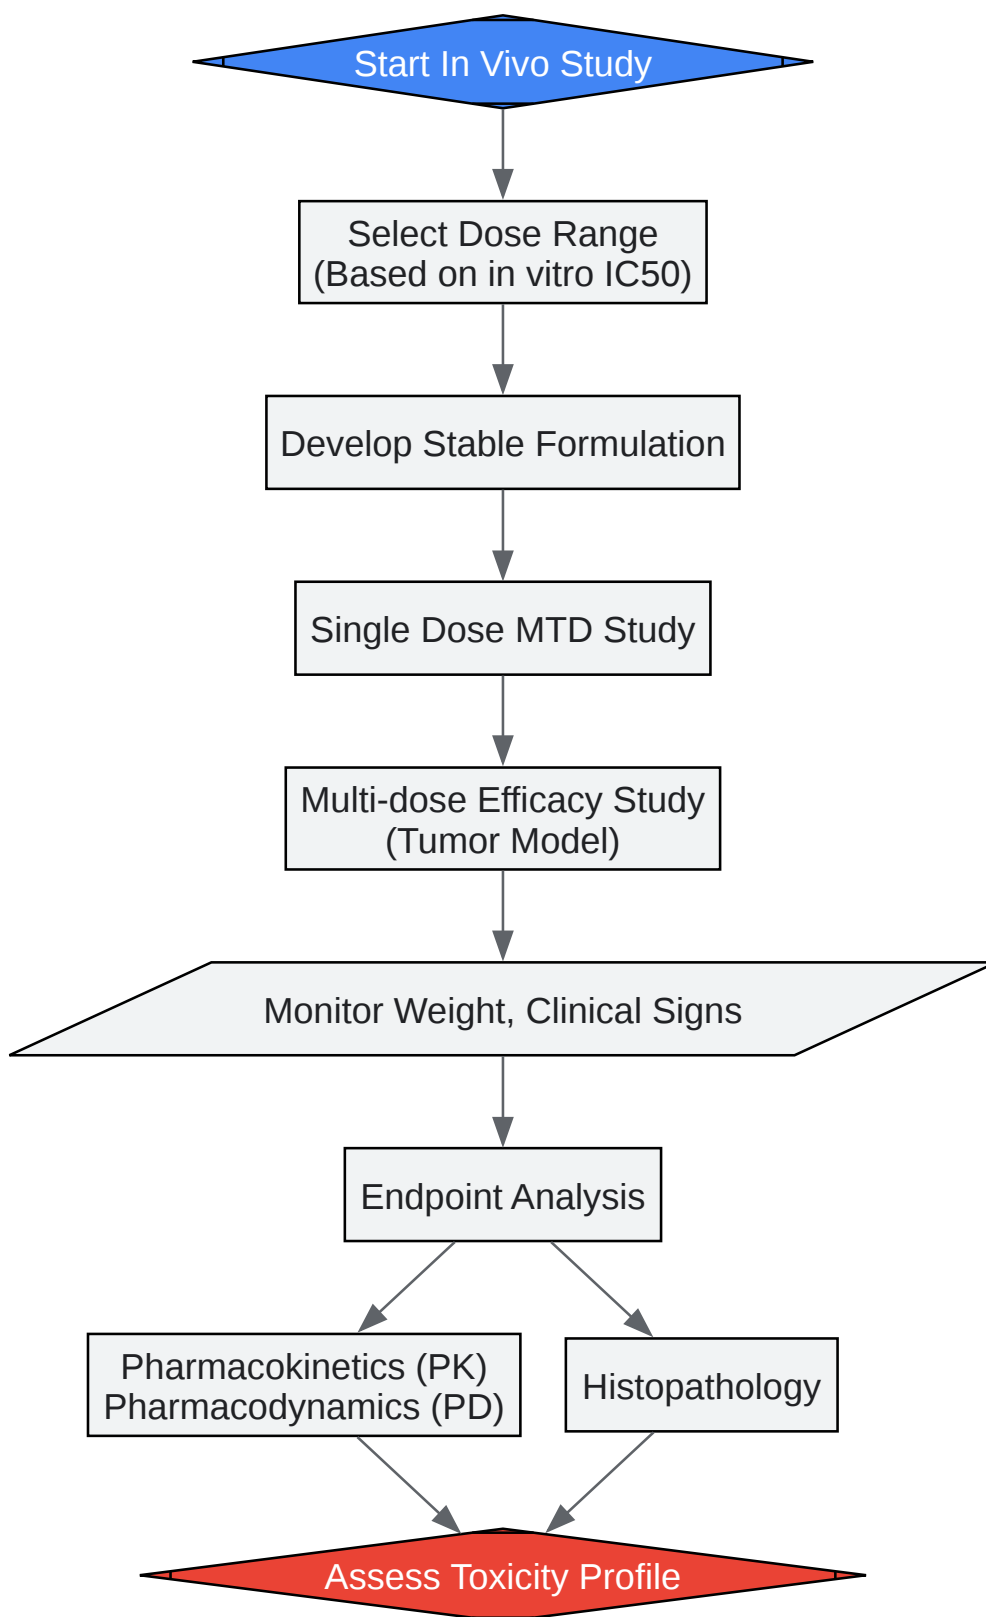 Start In Vivo Study
Select Dose Range
(Based on in vitro IC50)
Develop Stable Formulation
Single Dose MTD Study
Multi-dose Efficacy Study
(Tumor Model)
Monitor Weight, Clinical Signs
Endpoint Analysis
Pharmacokinetics (PK)
Pharmacodynamics (PD)
Histopathology
Assess Toxicity Profile